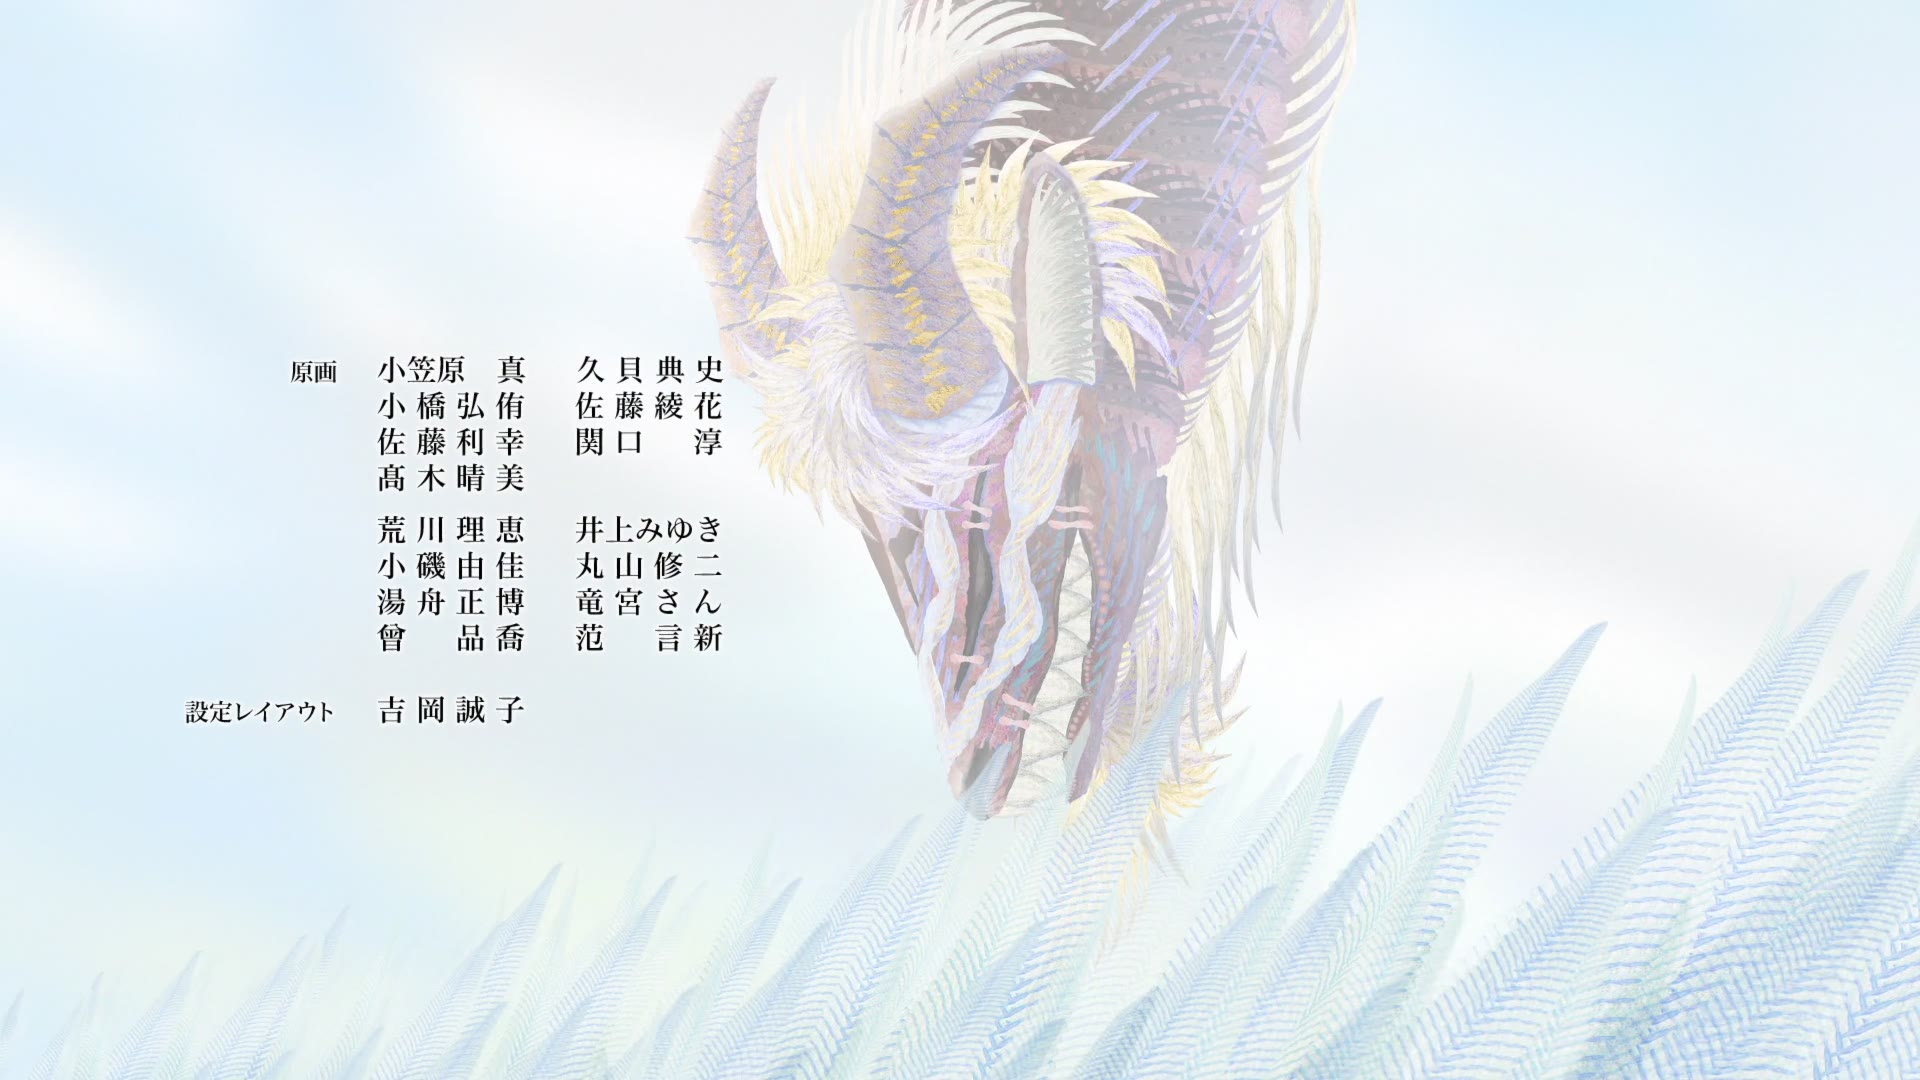 原画 小笠原 真 久貝典史
小橋弘侑 佐藤綾花
佐藤利幸 関口 淳
髙木晴美
荒川理恵 井上みゆき
小磯由佳 丸山修二
湯舟正博 竜宮さん
曾 品喬 范 言新
設定レイアウト 吉岡誠子